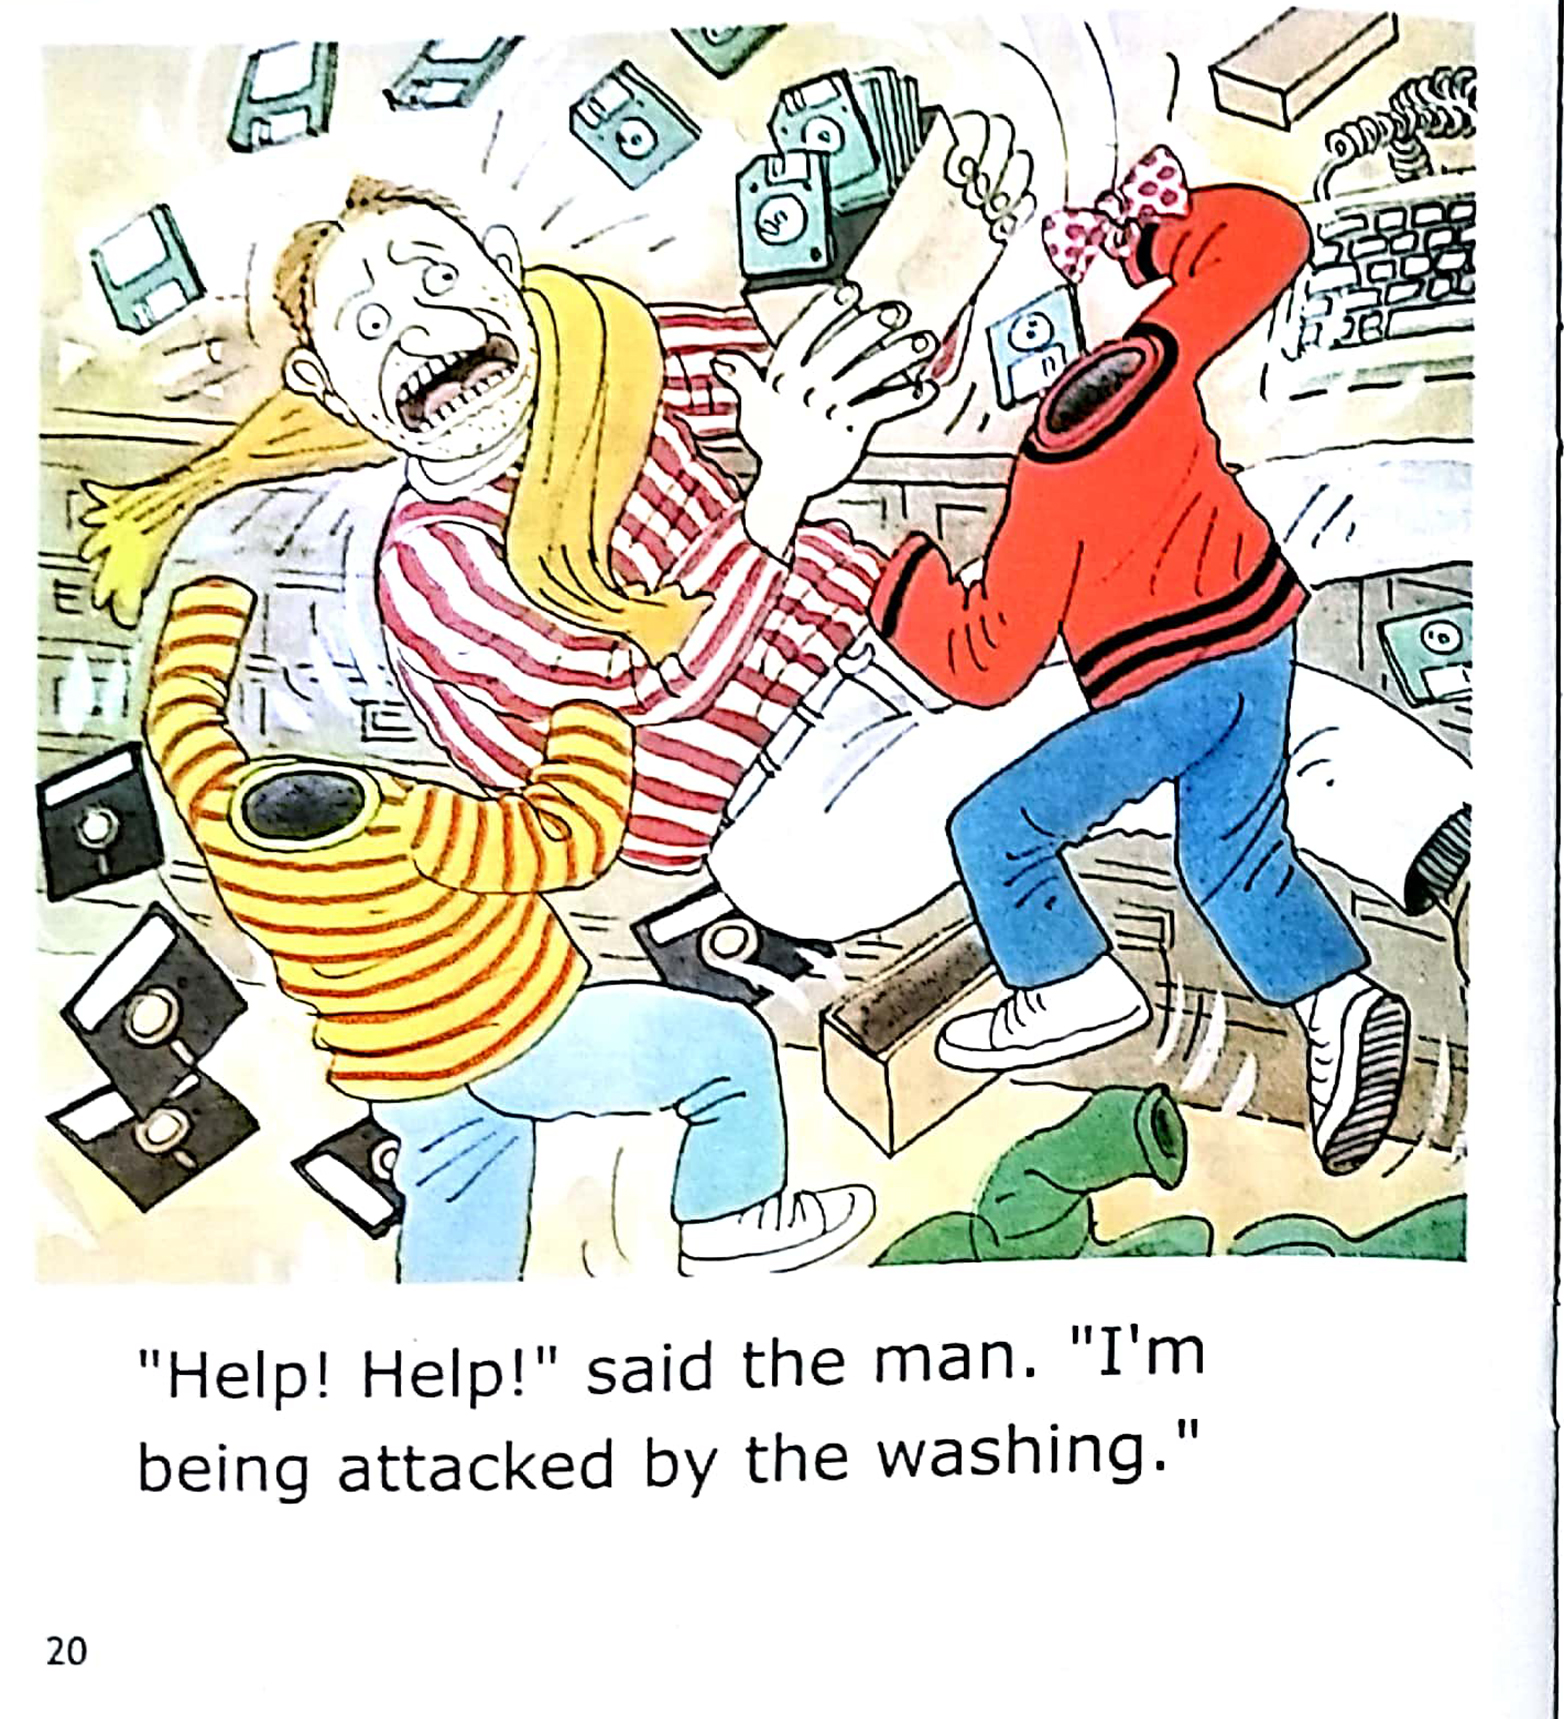 "Help! Help!" said the man. "I'm
being attacked by the washing."
20